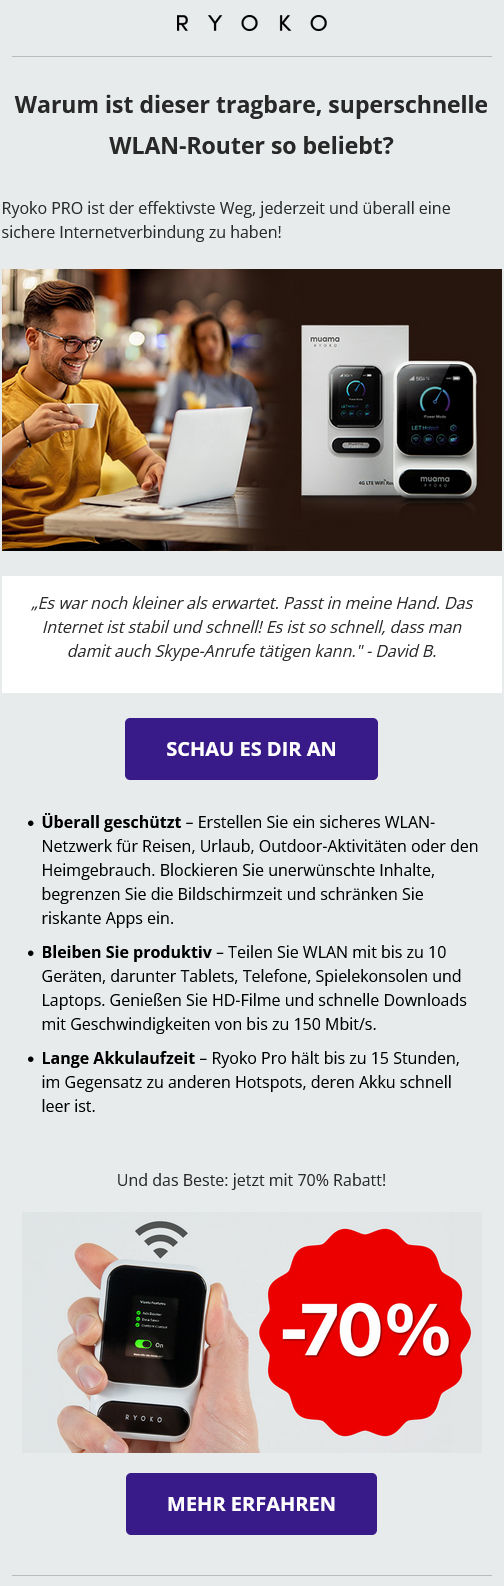 RYOKO
Warum ist dieser tragbare, superschnelle
WLAN-Router so beliebt?
Ryoko PRO ist der effektivste Weg, jederzeit und überall eine
sichere Internetverbindung zu haben!
muama
RYOKO
5G
Power Mode
muama
RYOKO
4G LTE Wifi
„Es war noch kleiner als erwartet. Passt in meine Hand. Das
Internet ist stabil und schnell! Es ist so schnell, dass man
damit auch Skype-Anrufe tätigen kann." - David B.
SCHAU ES DIR AN
• Überall geschützt – Erstellen Sie ein sicheres WLAN-
Netzwerk für Reisen, Urlaub, Outdoor-Aktivitäten oder den
Heimgebrauch. Blockieren Sie unerwünschte Inhalte,
begrenzen Sie die Bildschirmzeit und schränken Sie
riskante Apps ein.
• Bleiben Sie produktiv – Teilen Sie WLAN mit bis zu 10
Geräten, darunter Tablets, Telefone, Spielekonsolen und
Laptops. Genießen Sie HD-Filme und schnelle Downloads
mit Geschwindigkeiten von bis zu 150 Mbit/s.
• Lange Akkulaufzeit – Ryoko Pro hält bis zu 15 Stunden,
im Gegensatz zu anderen Hotspots, deren Akku schnell
leer ist.
Und das Beste: jetzt mit 70% Rabatt!
On
RYOKO
-70%
MEHR ERFAHREN